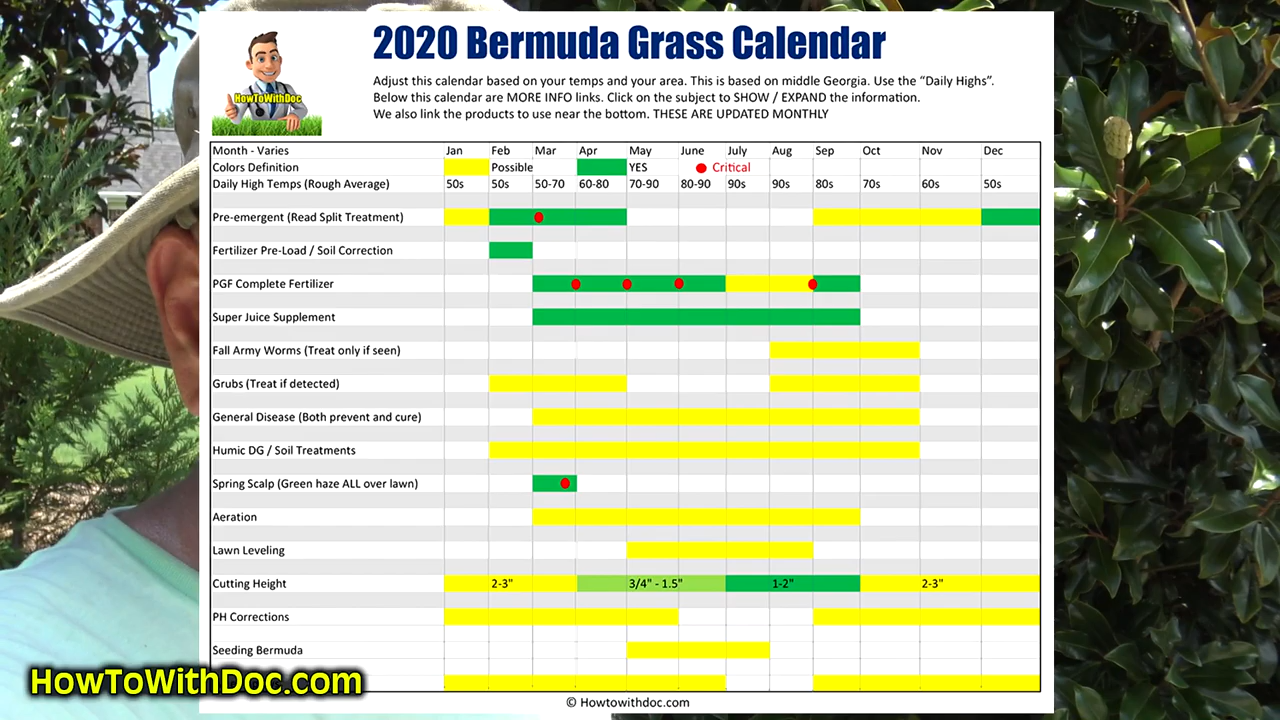 2020 Bermuda Grass Calendar
HowToWithDoc
Adjust this calendar based on your temps and your area. This is based on middle Georgia. Use the “Daily Highs”.
Below this calendar are MORE INFO links. Click on the subject to SHOW / EXPAND the information.
We also link the products to use near the bottom. THESE ARE UPDATED MONTHLY
Month - Varies Jan Feb Mar Apr May June July Aug Sep Oct Nov Dec
Colors Definition Possible YES Critical
Daily High Temps (Rough Average) 50s 50s 50-70 60-80 70-90 80-90 90s 90s 80s 70s 60s 50s
Pre-emergent (Read Split Treatment)
Fertilizer Pre-Load / Soil Correction
PGF Complete Fertilizer
Super Juice Supplement
Fall Army Worms (Treat only if seen)
Grubs (Treat if detected)
General Disease (Both prevent and cure)
Humic DG / Soil Treatments
Spring Scalp (Green haze ALL over lawn)
Aeration
Lawn Leveling
Cutting Height 2-3" 3/4" - 1.5" 1-2" 2-3"
PH Corrections
Seeding Bermuda
HowToWithDoc.com
© Howtowithdoc.com